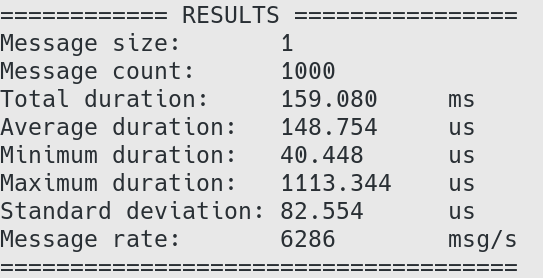 ============ RESULTS ================
Message size:       1
Message count:      1000
Total duration:     159.080     ms
Average duration:   148.754     us
Minimum duration:   40.448      us
Maximum duration:   1113.344    us
Standard deviation: 82.554      us
Message rate:       6286        msg/s
=====================================